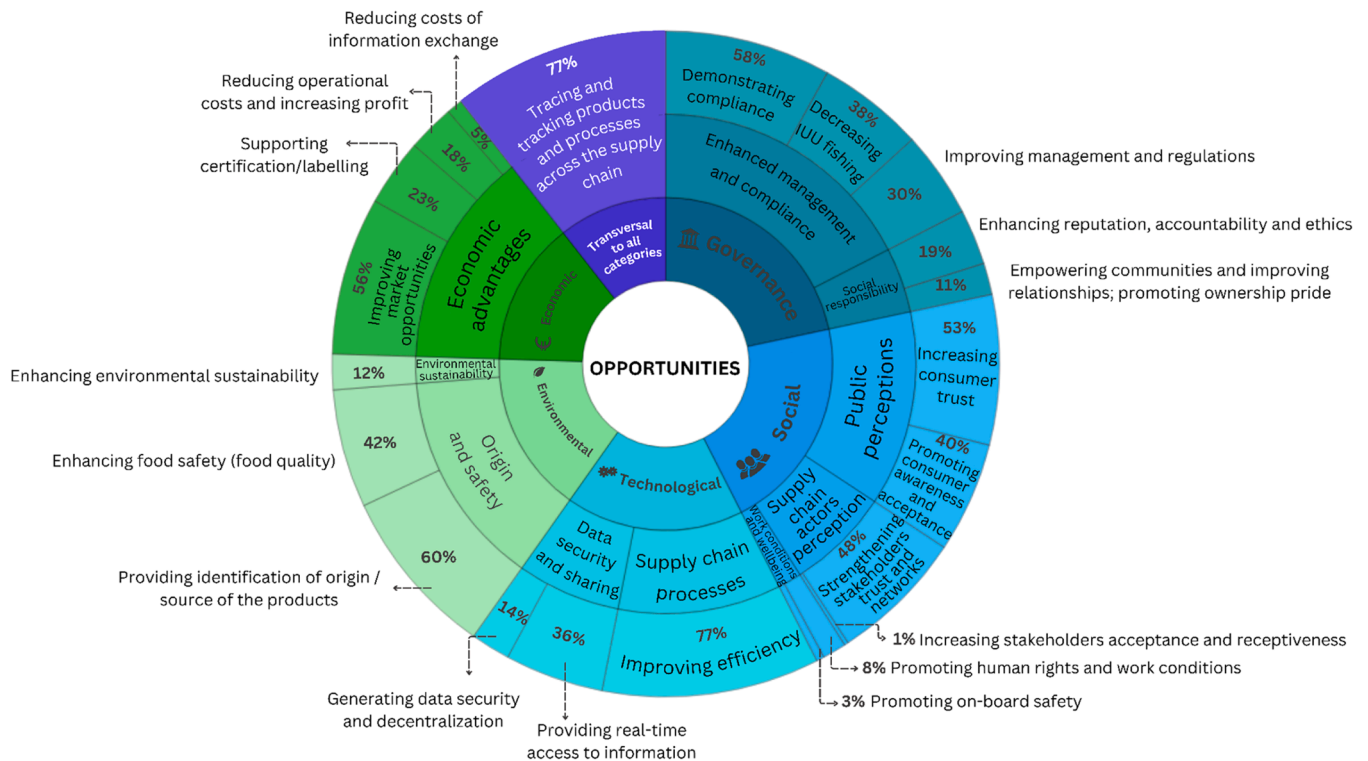 Reducing costs of
information exchange
Reducing operational
costs and increasing profit
Supporting
certification/labelling
77%
Tracing and
tracking products
and processes
across the supply
chain
Transversal
to all
categories
58%
Demonstrating
compliance
38%
Decreasing
IUU fishing
30%
Improving management and regulations
Enhanced management
and compliance
Governance
19%
Enhancing reputation, accountability and ethics
11%
Empowering communities and improving
relationships; promoting ownership pride
Social
responsibility
5%
18%
23%
56%
Improving
market
opportunities
Economic
advantages
€ Economic
OPPORTUNITIES
53%
Increasing
consumer
trust
Public
perceptions
Social
40%
Promoting
consumer
awareness
and
acceptance
Supply
chain
actors
perception
48%
Strengthening
stakeholders
trust and
networks
Work conditions
and wellbeing
1% Increasing stakeholders acceptance and receptiveness
8% Promoting human rights and work conditions
3% Promoting on-board safety
Technological
Supply chain
processes
77%
Improving efficiency
Data
security
and sharing
36%
Providing real-time
access to information
14%
Generating data security
and decentralization
Environmental
Environmental
sustainability
12%
Enhancing environmental sustainability
Origin
and safety
42%
Enhancing food safety (food quality)
60%
Providing identification of origin /
source of the products